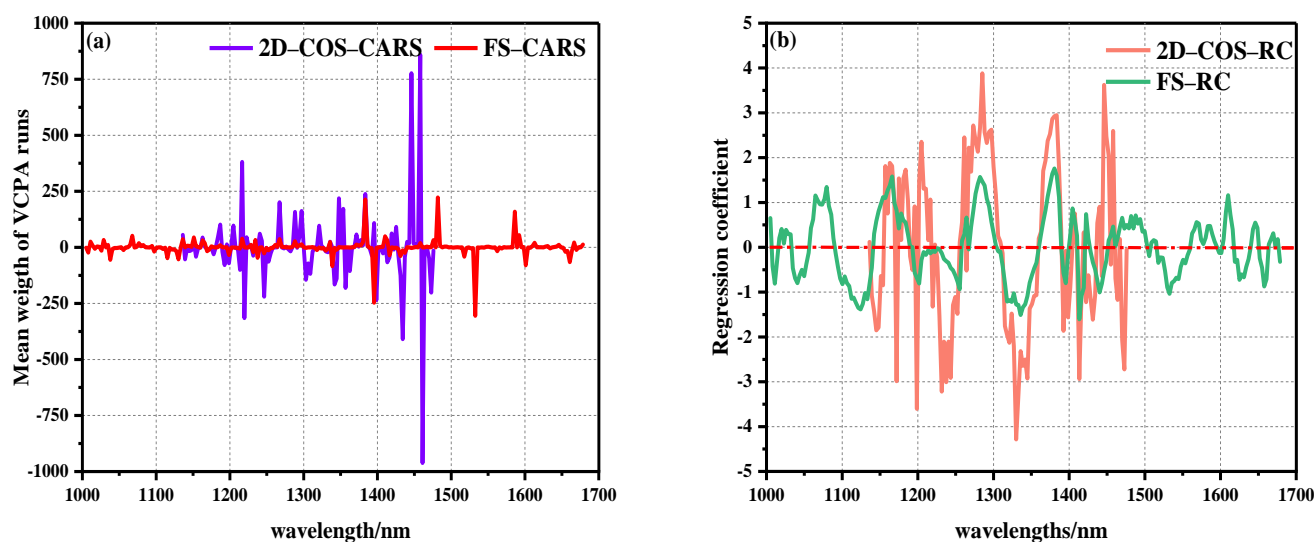 (a)
2D–COS–CARS
FS–CARS
Mean weigth of VCPA runs
1000
750
500
250
0
-250
-500
-750
-1000
1000 1100 1200 1300 1400 1500 1600 1700
wavelength/nm
(b)
2D–COS–RC
FS–RC
Regression coefficient
5
4
3
2
1
0
-1
-2
-3
-4
-5
1000 1100 1200 1300 1400 1500 1600 1700
wavelengths/nm